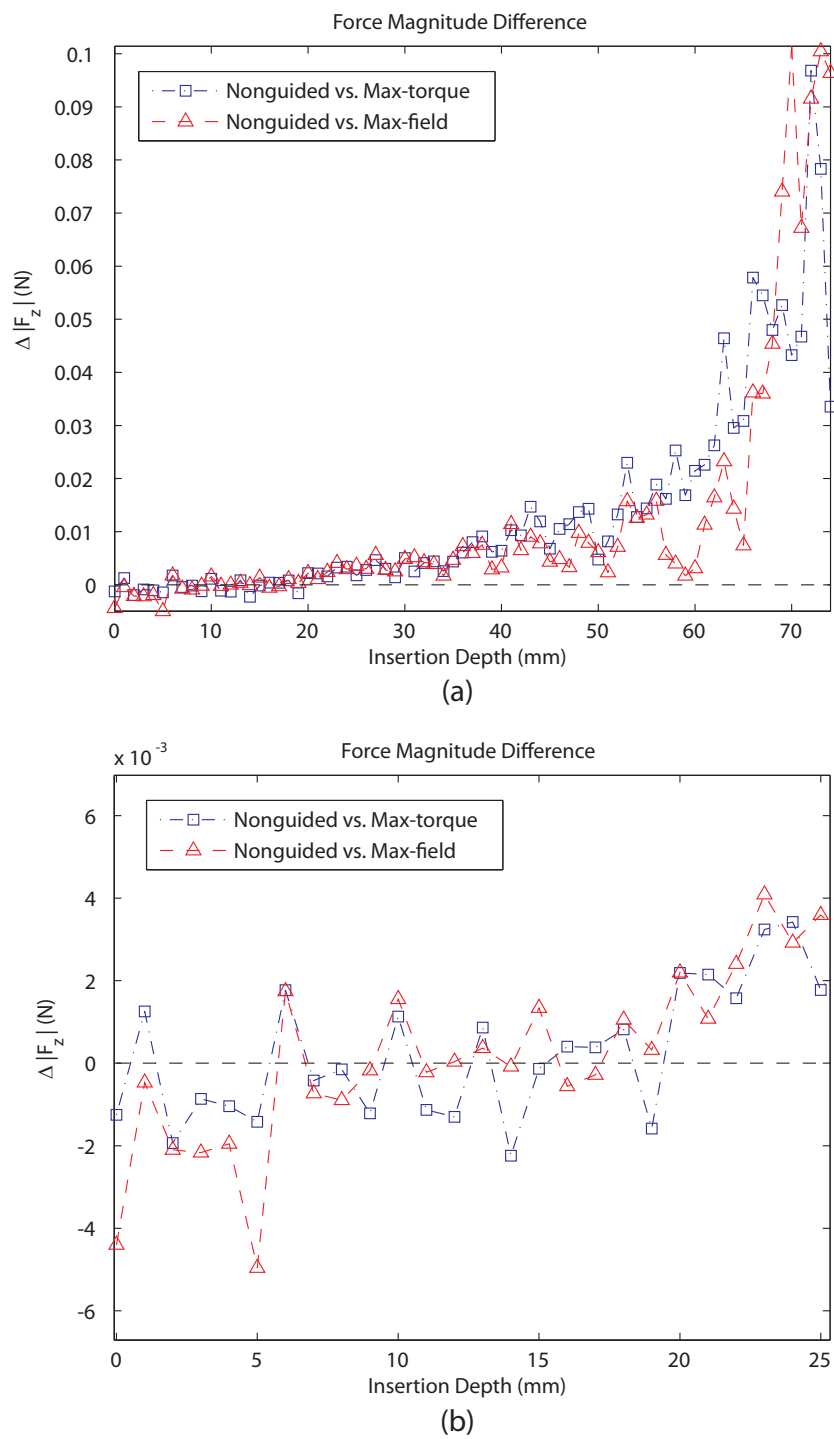 Force Magnitude Difference
0.1
0.09
0.08
0.07
0.06
0.05
0.04
0.03
0.02
0.01
0
Δ |F_z| (N)
Nonguided vs. Max-torque
Nonguided vs. Max-field
0 10 20 30 40 50 60 70
Insertion Depth (mm)
(a)
x 10^-3
Force Magnitude Difference
6
4
2
0
-2
-4
-6
Δ |F_z| (N)
Nonguided vs. Max-torque
Nonguided vs. Max-field
0 5 10 15 20 25
Insertion Depth (mm)
(b)